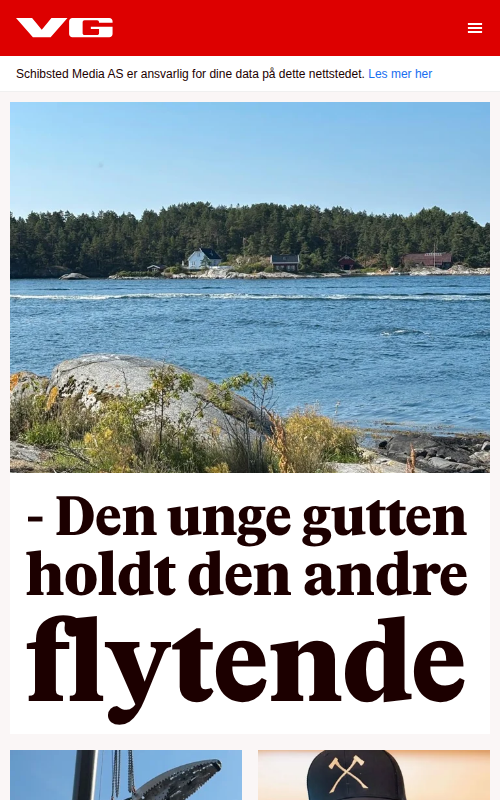 VG
Schibsted Media AS er ansvarlig for dine data på dette nettstedet. Les mer her
- Den unge gutten
holdt den andre
flytende